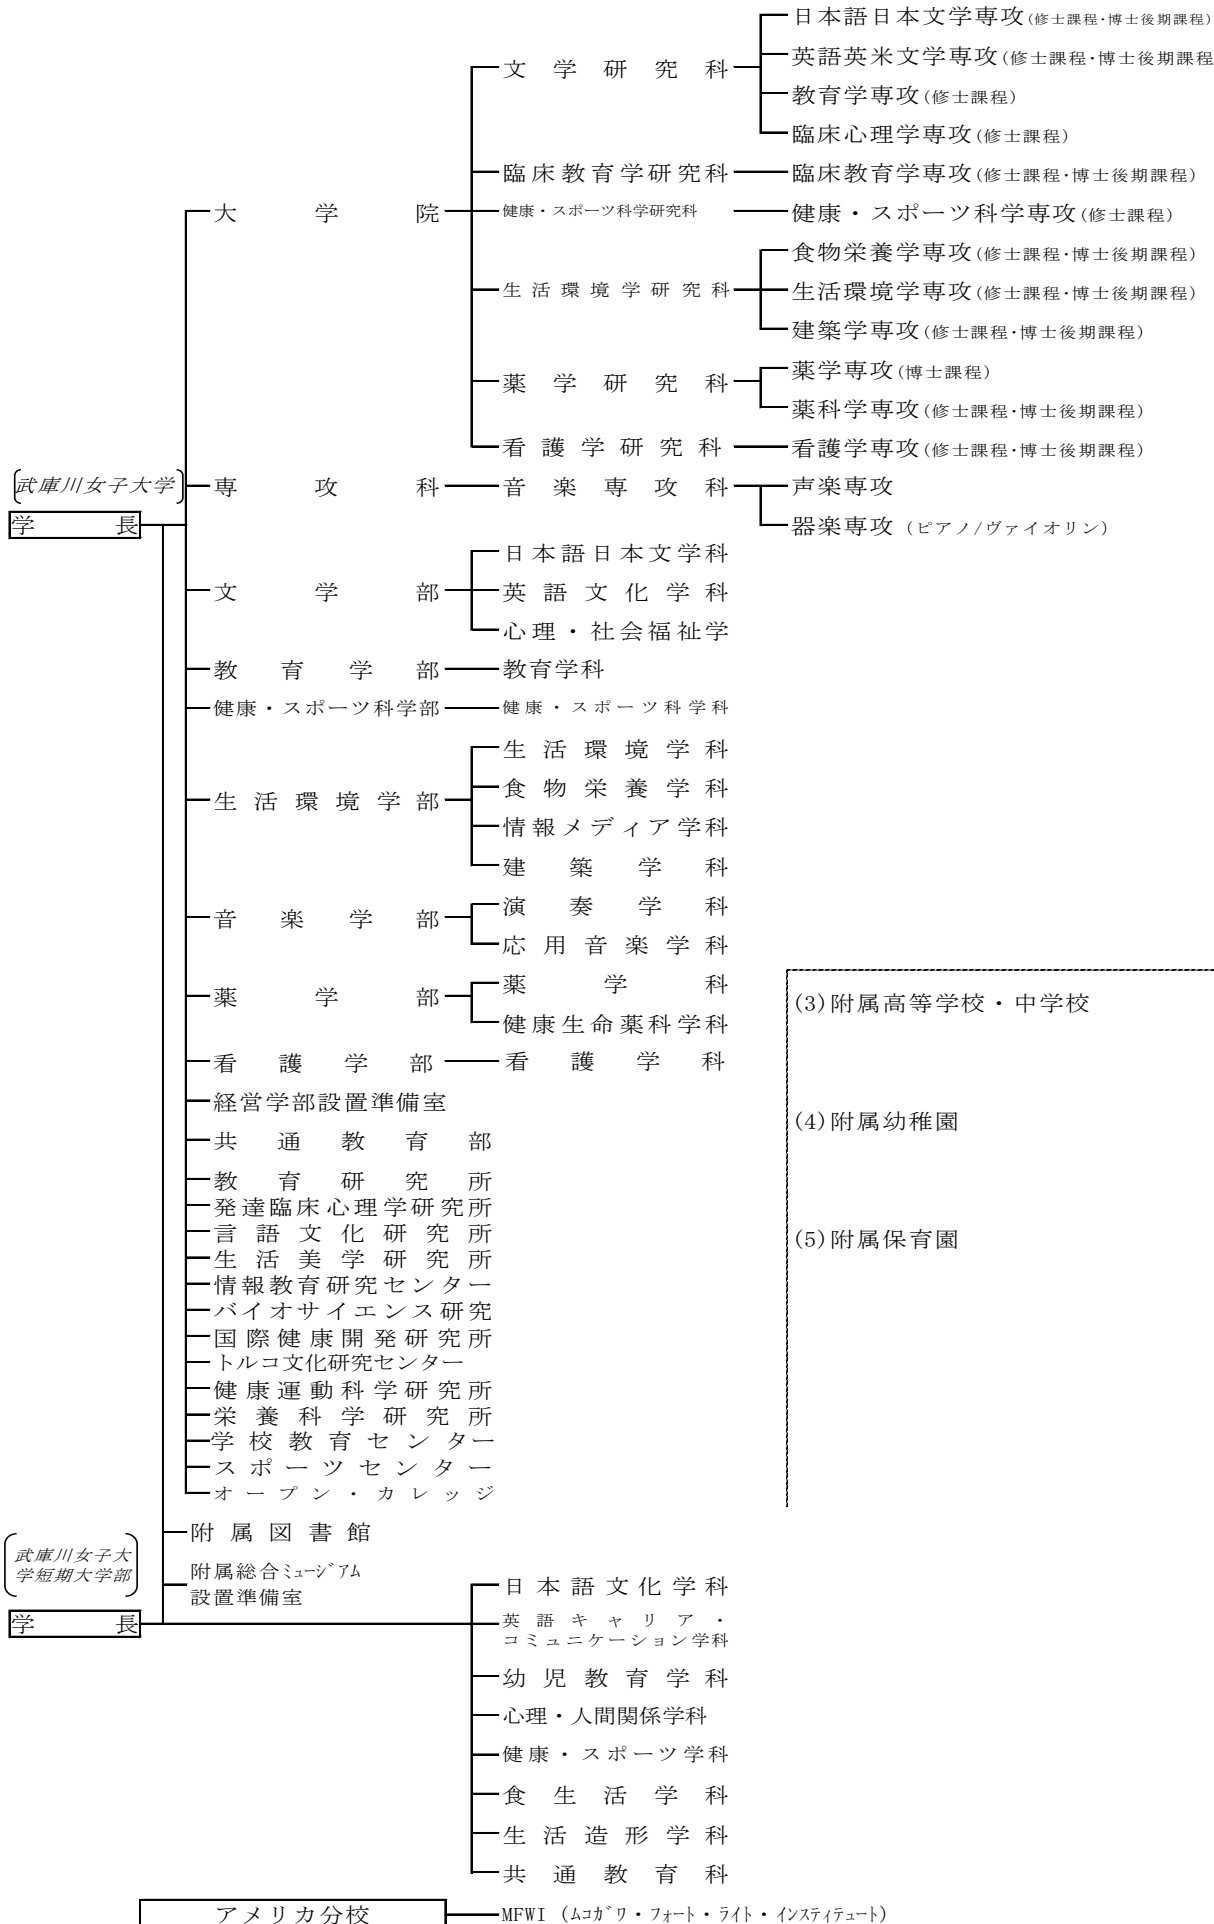 日本語日本文学専攻(修士課程・博士後期課程)
文学研究科 英語英米文学専攻(修士課程・博士後期課程
教育学専攻(修士課程)
臨床心理学専攻(修士課程)
臨床教育学研究科 臨床教育学専攻(修士課程・博士後期課程)
大学院 健康・スポーツ科学研究科 健康・スポーツ科学専攻(修士課程)
食物栄養学専攻(修士課程・博士後期課程)
生活環境学研究科 生活環境学専攻(修士課程・博士後期課程)
建築学専攻(修士課程・博士後期課程)
薬学研究科 薬学専攻(博士課程)
薬科学専攻(修士課程・博士後期課程)
看護学研究科 看護学専攻(修士課程・博士後期課程)
武庫川女子大学 専攻科 音楽専攻科 声楽専攻
学長 器楽専攻 (ピアノ/ヴァイオリン)
日本語日本文学科
文学部 英語文化学科
心理・社会福祉学
教育学部 教育学科
健康・スポーツ科学部 健康・スポーツ科学科
生活環境学科
生活環境学部 食物栄養学科
情報メディア学科
建築学科
音楽学部 演奏学科
応用音楽学科
薬学部 薬学科
健康生命薬科学科
看護学部 看護学科
経営学部設置準備室
共通教育部
教育研究所
発達臨床心理学研究所
言語文化研究所
生活美学研究所
情報教育研究センター
バイオサイエンス研究
国際健康開発研究所
トルコ文化研究センター
健康運動科学研究所
栄養科学研究所
学校教育センター
スポーツセンター
オープン・カレッジ
(3)附属高等学校・中学校
(4)附属幼稚園
(5)附属保育園
附属図書館
武庫川女子大
学短期大学部
附属総合ﾐｭｰｼﾞｱﾑ
設置準備室
学長
日本語文化学科
英語キャリア・
コミュニケーション学科
幼児教育学科
心理・人間関係学科
健康・スポーツ学科
食生活学科
生活造形学科
共通教育科
アメリカ分校 MFWI (ﾑｺｶﾞﾜ・ﾌｫｰﾄ・ﾗｲﾄ・ｲﾝｽﾃｨﾃｭｰﾄ)